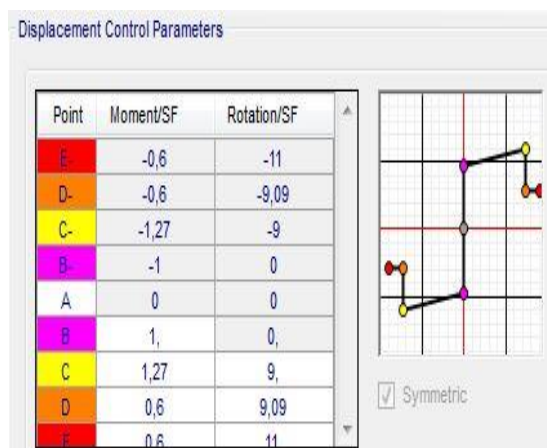 Displacement Control Parameters
Point Moment/SF Rotation/SF
E- -0,6 -11
D- -0,6 -9,09
C- -1,27 -9
B- -1 0
A 0 0
B 1, 0,
C 1,27 9,
D 0,6 9,09
E 0,6 11
Symmetric